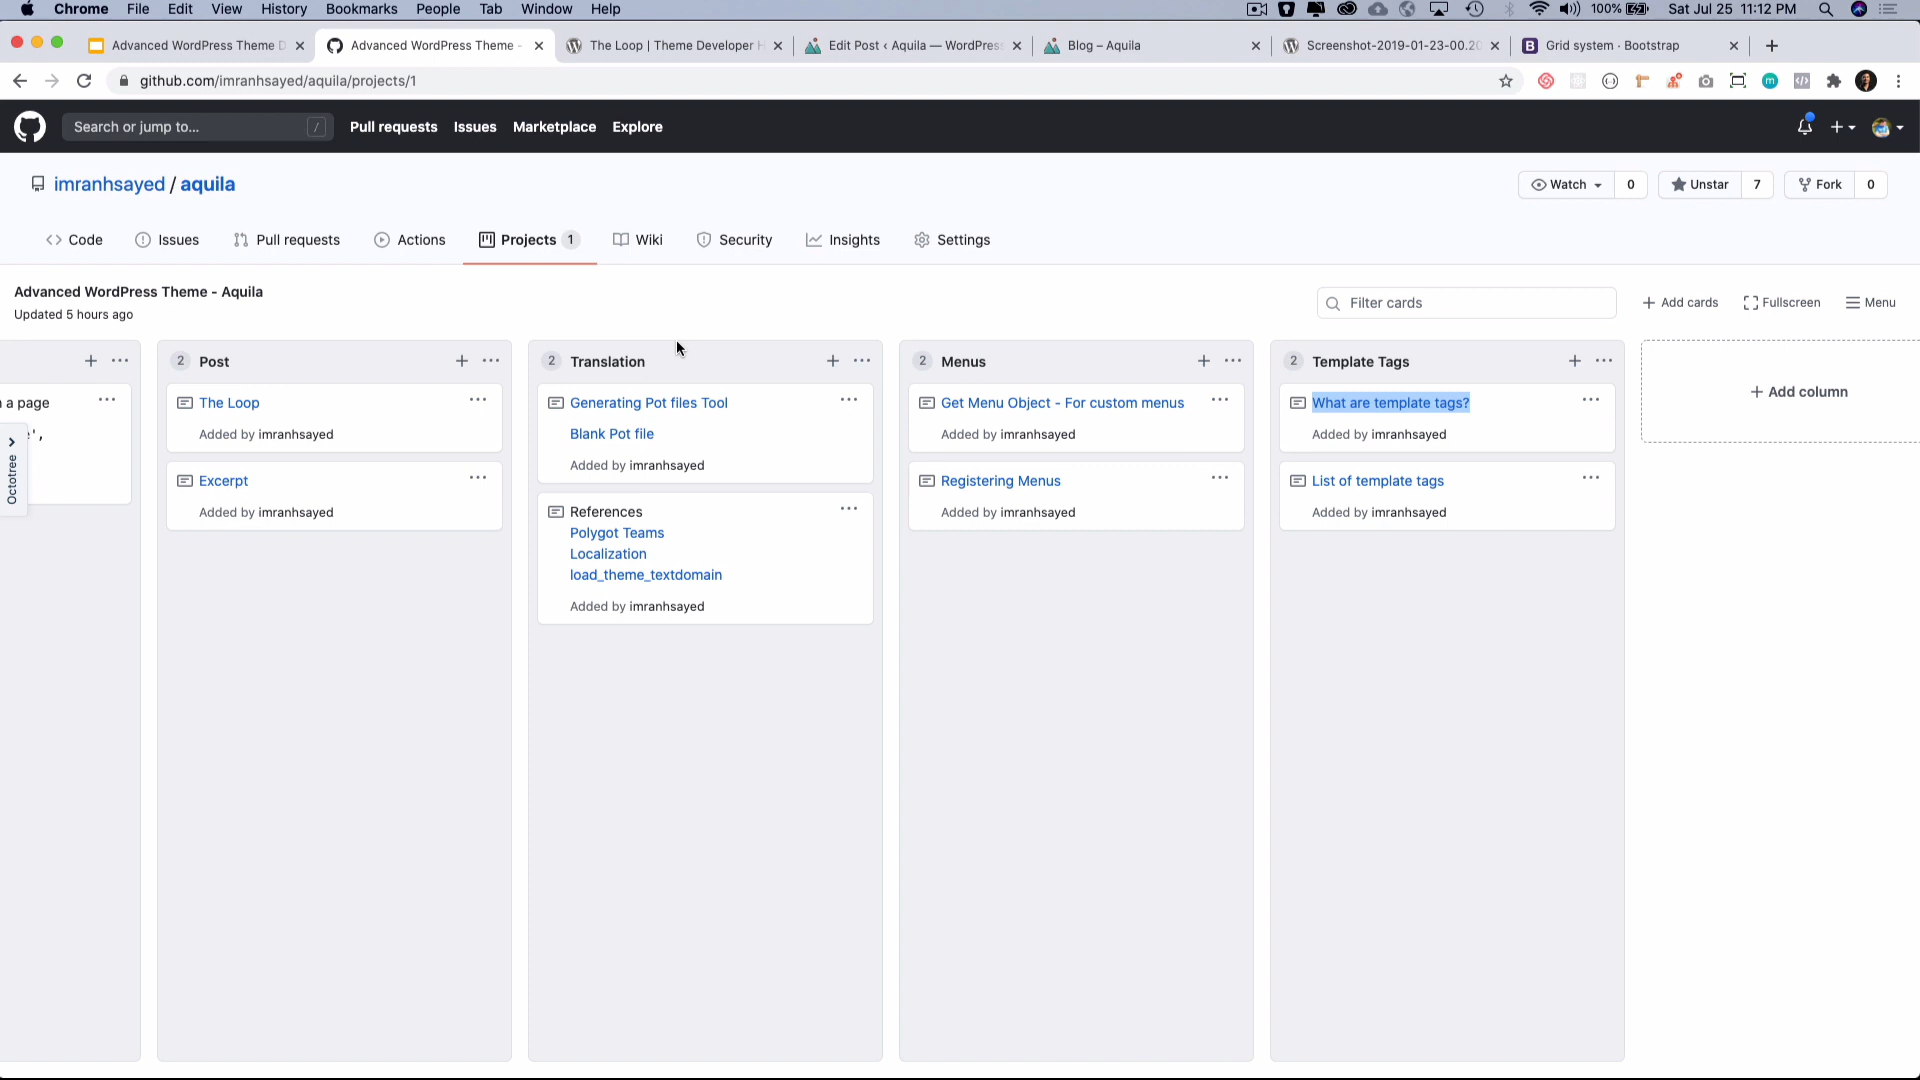 Chrome File Edit View History Bookmarks People Tab Window Help 100% Sat Jul 25 11:12 PM
Advanced WordPress Theme D
Advanced WordPress Theme -
The Loop | Theme Developer H
Edit Post ‹ Aquila — WordPress
Blog – Aquila
Screenshot-2019-01-23-00.20
Grid system · Bootstrap
github.com/imranhsayed/aquila/projects/1
Search or jump to... /
Pull requests Issues Marketplace Explore
imranhsayed / aquila
Watch 0 Unstar 7 Fork 0
Code Issues Pull requests Actions Projects 1 Wiki Security Insights Settings
Advanced WordPress Theme - Aquila
Updated 5 hours ago
Filter cards
+ Add cards Fullscreen Menu
a page
',
Octotree
2 Post
The Loop
Added by imranhsayed
Excerpt
Added by imranhsayed
2 Translation
Generating Pot files Tool
Blank Pot file
Added by imranhsayed
References
Polygot Teams
Localization
load_theme_textdomain
Added by imranhsayed
2 Menus
Get Menu Object - For custom menus
Added by imranhsayed
Registering Menus
Added by imranhsayed
2 Template Tags
What are template tags?
Added by imranhsayed
List of template tags
Added by imranhsayed
+ Add column